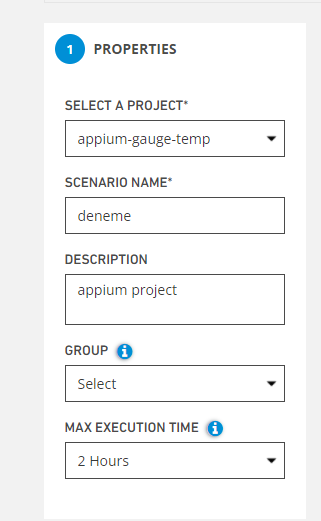 1 PROPERTIES
SELECT A PROJECT*
appium-gauge-temp
SCENARIO NAME*
deneme
DESCRIPTION
appium project
GROUP i
Select
MAX EXECUTION TIME i
2 Hours